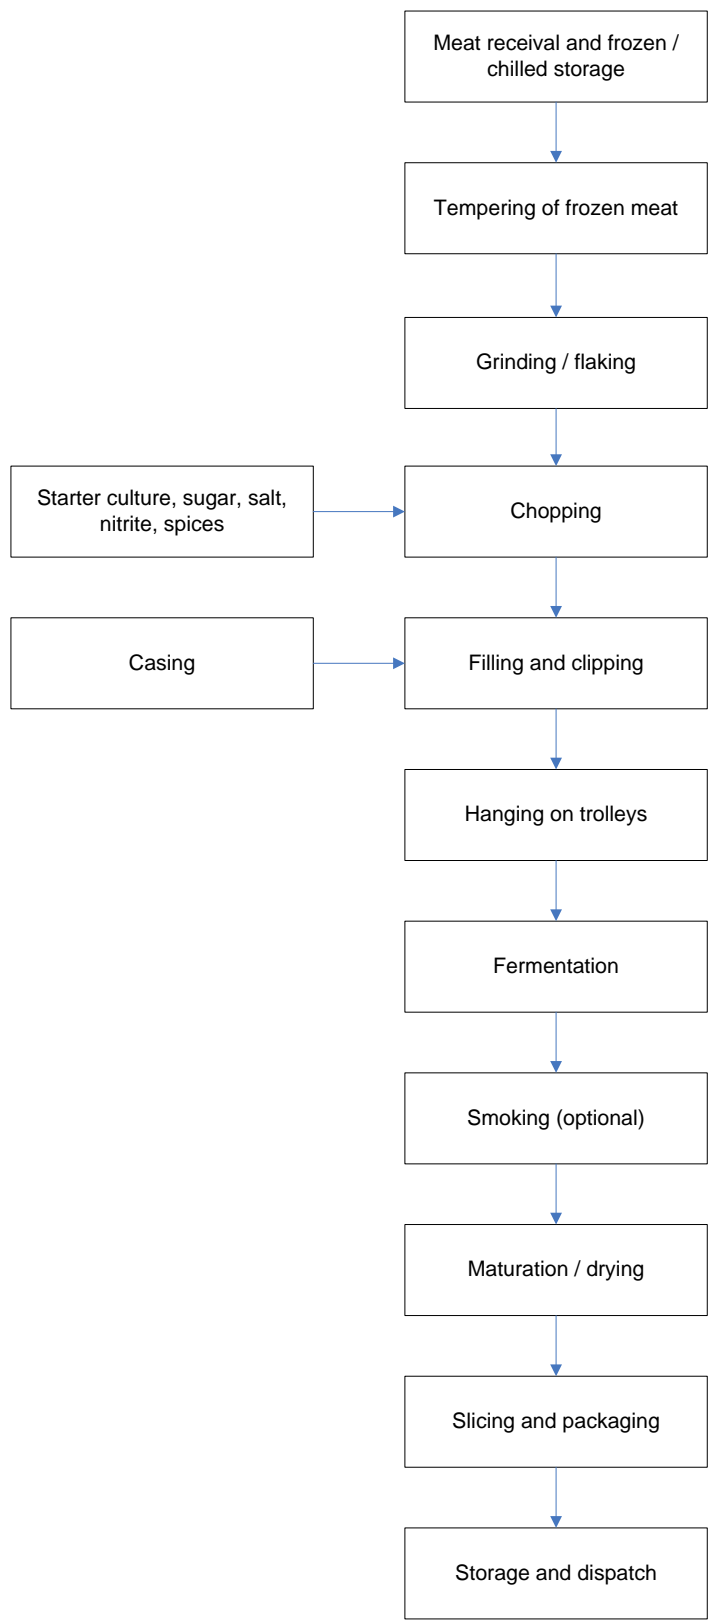 Meat receival and frozen /
chilled storage
Tempering of frozen meat
Grinding / flaking
Starter culture, sugar, salt,
nitrite, spices
Chopping
Casing
Filling and clipping
Hanging on trolleys
Fermentation
Smoking (optional)
Maturation / drying
Slicing and packaging
Storage and dispatch